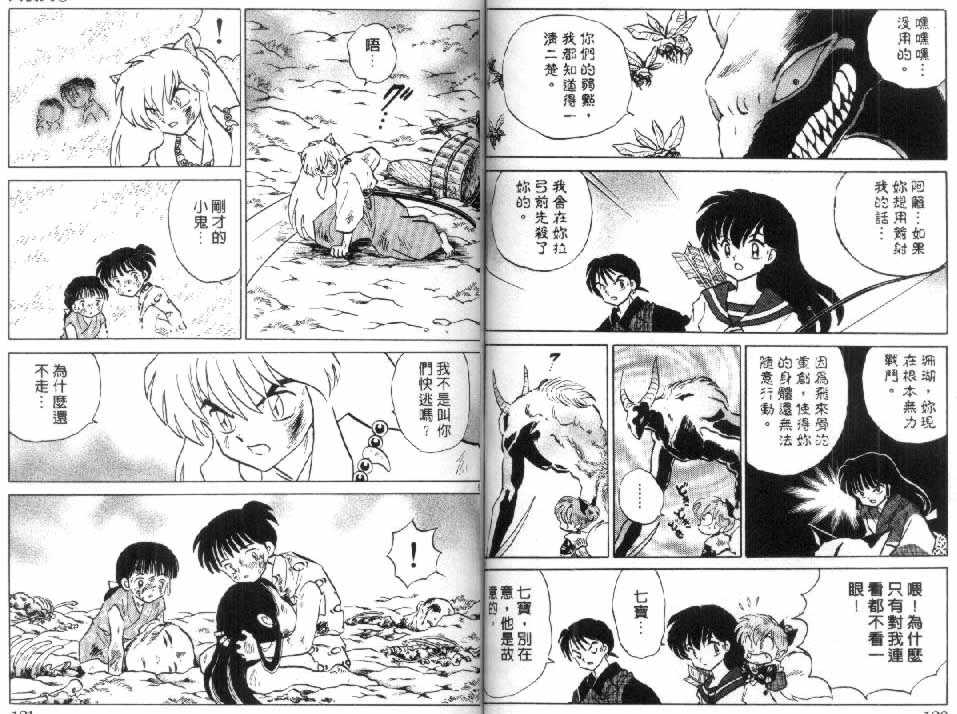 嘿嘿嘿…
沒用的。
你們的弱點，
我都知道得一
清二楚。
阿籬…如果
妳想用箭射
我的話…
我會在妳拉
弓前先殺了
妳的。
珊瑚，妳現
在根本無力
戰鬥。
因為飛來骨的
重創，使得妳
的身體還無法
隨意行動。
……
喂！為什麼
只有對我連
看都不看一
眼！
七寶…
七寶，別在
意，他是故
意的。
唔…
！
剛才的
小鬼…
我不是叫你
們快逃嗎？
為什麼還
不走…
！